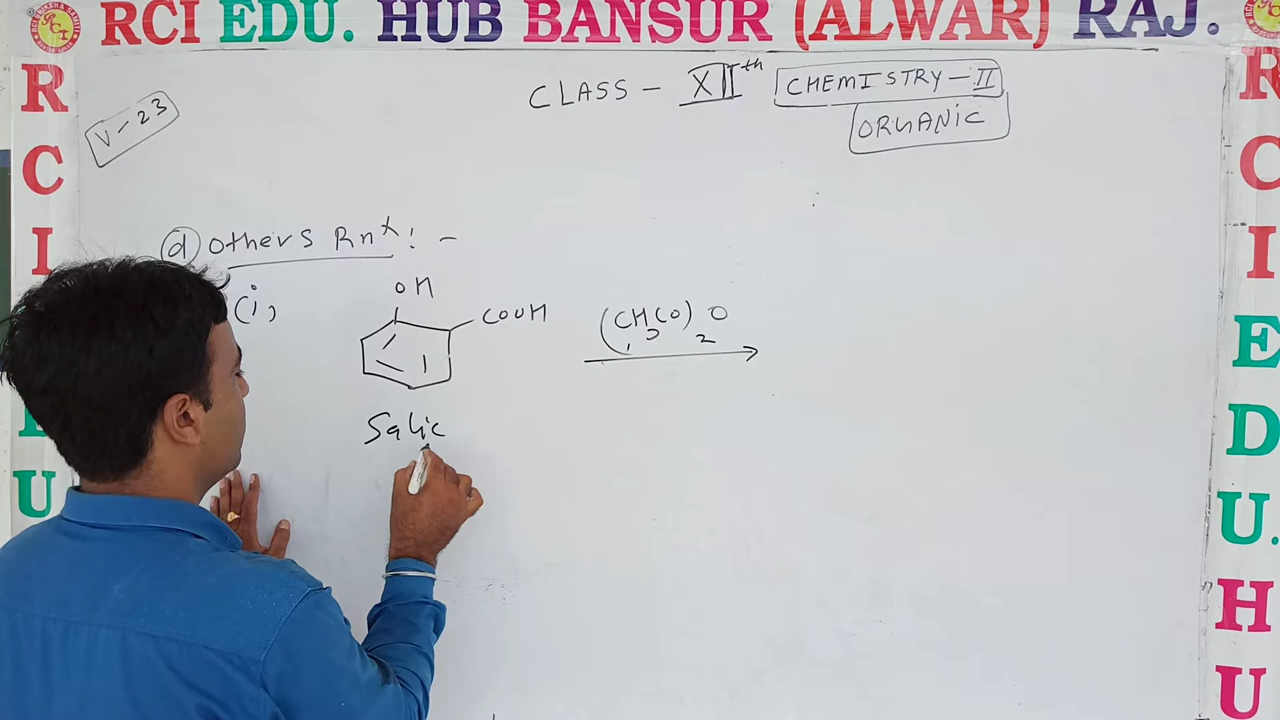 RCI EDU. HUB BANSUR (ALWAR) RAJ.
CLASS - XIIth CHEMISTRY-II
ORGANIC
V-23
(d) Others Rnx: -
(i,
OH
COOH
(CH3CO)2O
Salic
R
C
I
U
R
C
I
E
D
U.
H
U